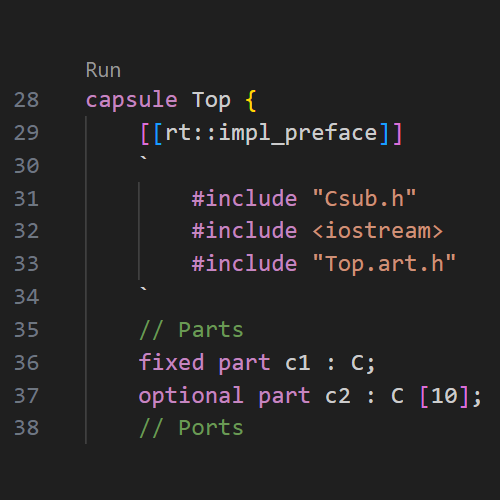 Run
28 capsule Top {
29     [[rt::impl_preface]]
30     `
31         #include "Csub.h"
32         #include <iostream>
33         #include "Top.art.h"
34     `
35     // Parts
36     fixed part c1 : C;
37     optional part c2 : C [10];
38     // Ports